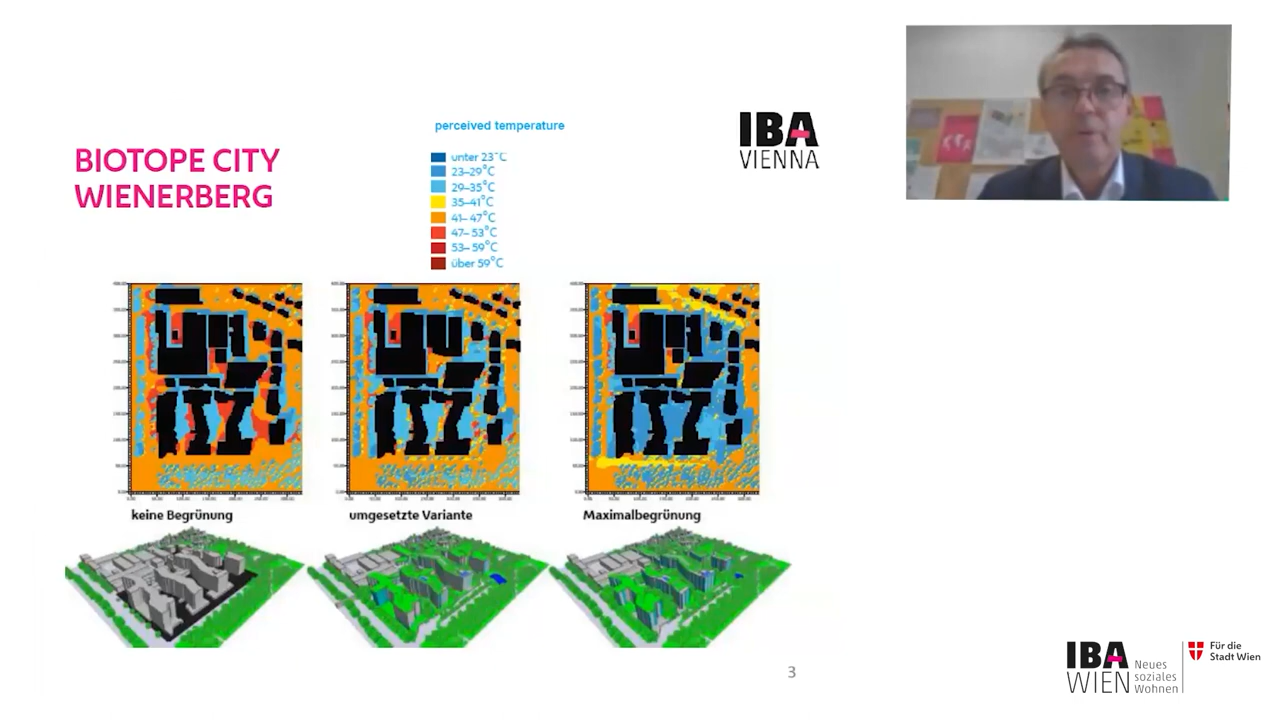 BIOTOPE CITY
WIENERBERG
perceived temperature
unter 23°C
23–29°C
29–35°C
35–41°C
41–47°C
47–53°C
53–59°C
über 59°C
IBA
VIENNA
keine Begrünung
umgesetzte Variante
Maximalbegrünung
3
IBA
WIEN
Neues
soziales
Wohnen
Für die
Stadt Wien